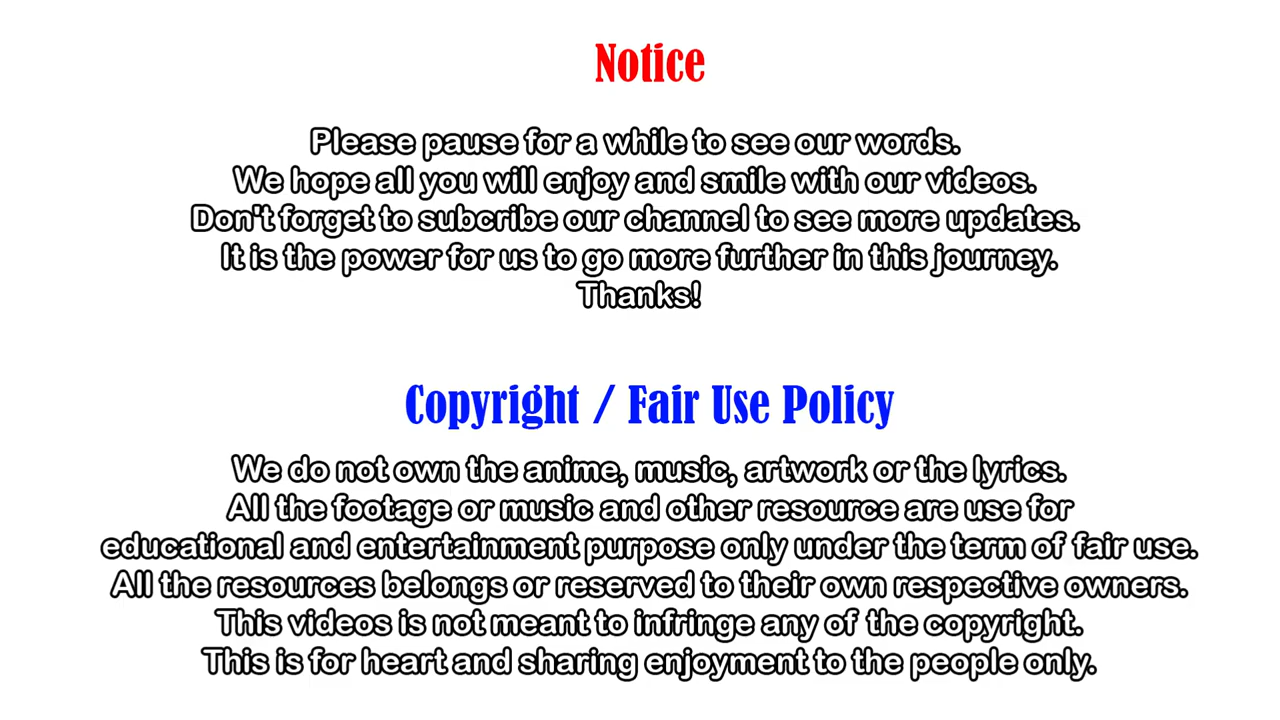 Notice
Please pause for a while to see our words.
We hope all you will enjoy and smile with our videos.
Don't forget to subcribe our channel to see more updates.
It is the power for us to go more further in this journey.
Thanks!
Copyright / Fair Use Policy
We do not own the anime, music, artwork or the lyrics.
All the footage or music and other resource are use for
educational and entertainment purpose only under the term of fair use.
All the resources belongs or reserved to their own respective owners.
This videos is not meant to infringe any of the copyright.
This is for heart and sharing enjoyment to the people only.